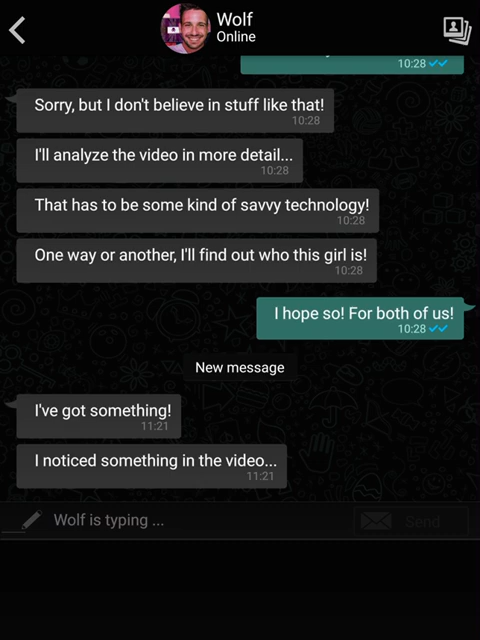 Wolf
Online
10:28
Sorry, but I don't believe in stuff like that!
10:28
I'll analyze the video in more detail...
10:28
That has to be some kind of savvy technology!
10:28
One way or another, I'll find out who this girl is!
10:28
I hope so! For both of us!
10:28
New message
I've got something!
11:21
I noticed something in the video...
11:21
Wolf is typing ...
Send